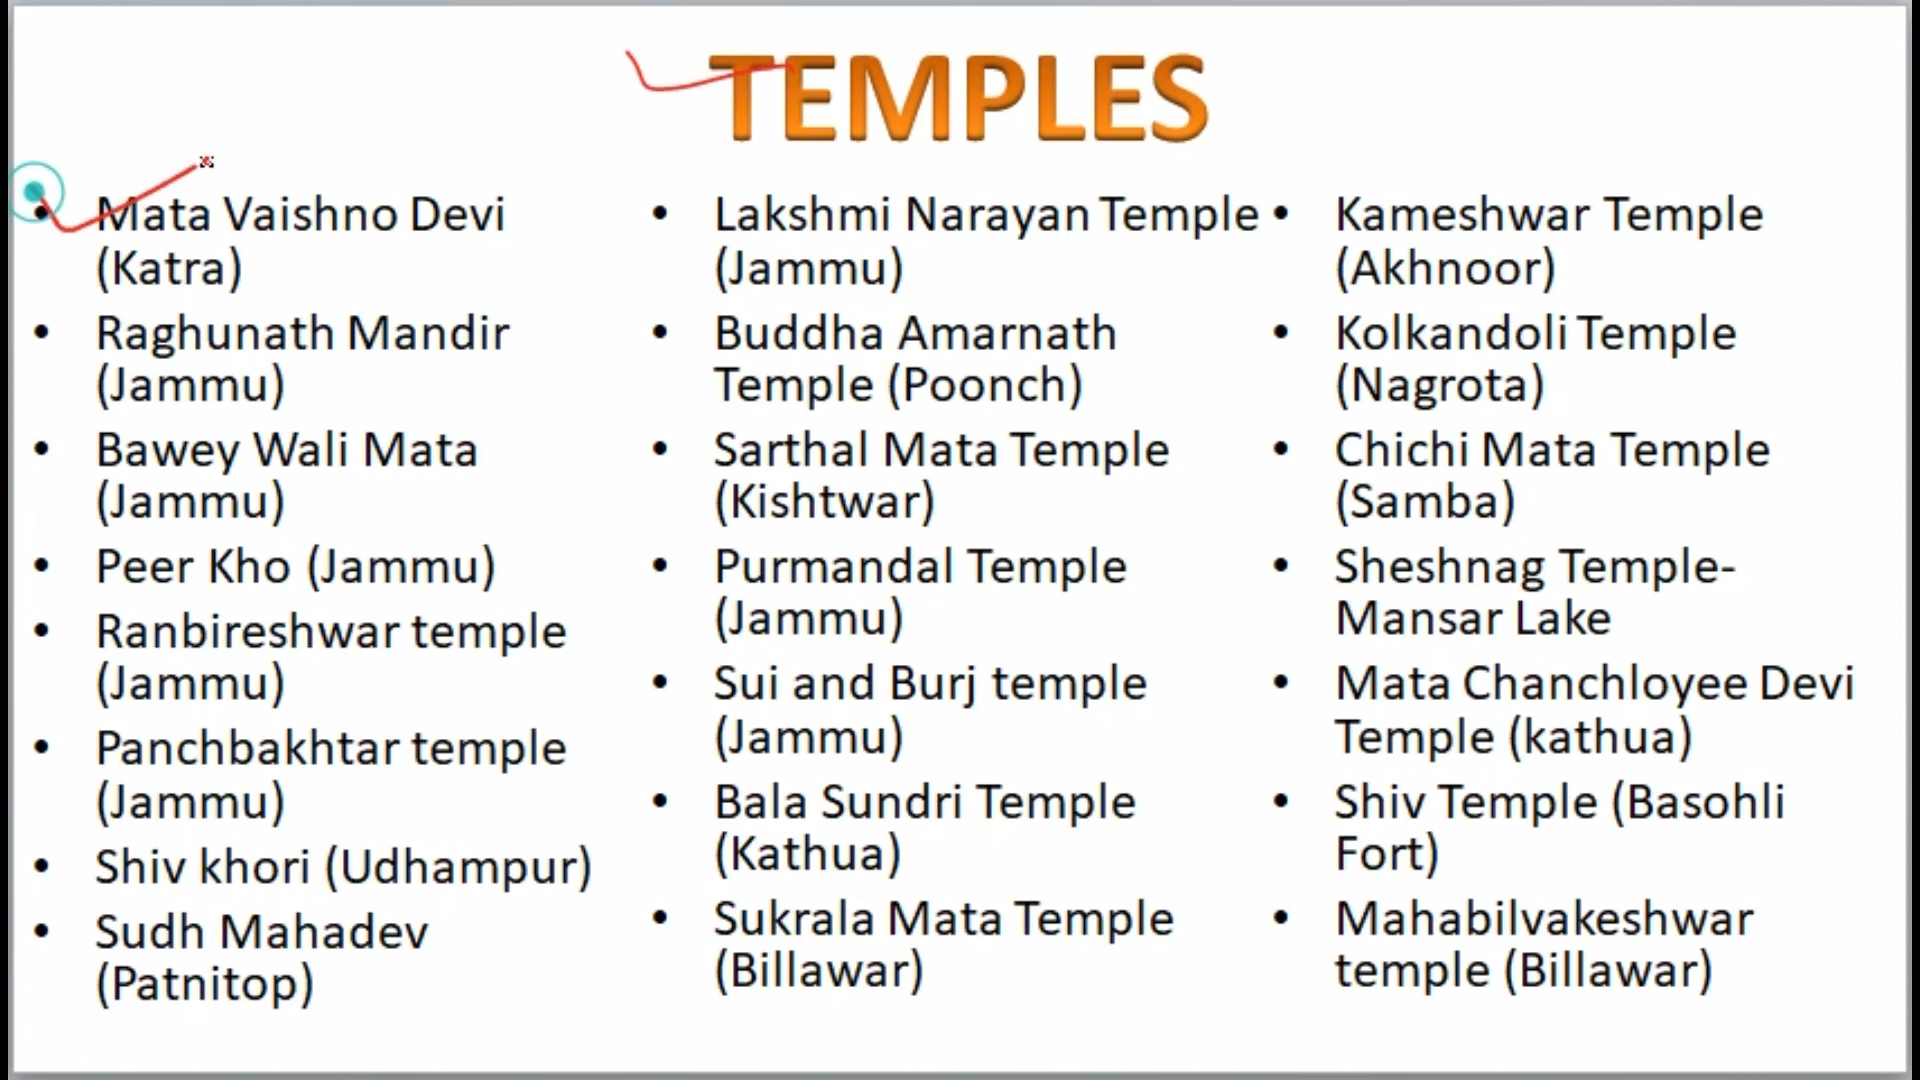 TEMPLES
• Mata Vaishno Devi
(Katra)
• Raghunath Mandir
(Jammu)
• Bawey Wali Mata
(Jammu)
• Peer Kho (Jammu)
• Ranbireshwar temple
(Jammu)
• Panchbakhtar temple
(Jammu)
• Shiv khori (Udhampur)
• Sudh Mahadev
(Patnitop)
• Lakshmi Narayan Temple
(Jammu)
• Buddha Amarnath
Temple (Poonch)
• Sarthal Mata Temple
(Kishtwar)
• Purmandal Temple
(Jammu)
• Sui and Burj temple
(Jammu)
• Bala Sundri Temple
(Kathua)
• Sukrala Mata Temple
(Billawar)
• Kameshwar Temple
(Akhnoor)
• Kolkandoli Temple
(Nagrota)
• Chichi Mata Temple
(Samba)
• Sheshnag Temple-
Mansar Lake
• Mata Chanchloyee Devi
Temple (kathua)
• Shiv Temple (Basohli
Fort)
• Mahabilvakeshwar
temple (Billawar)